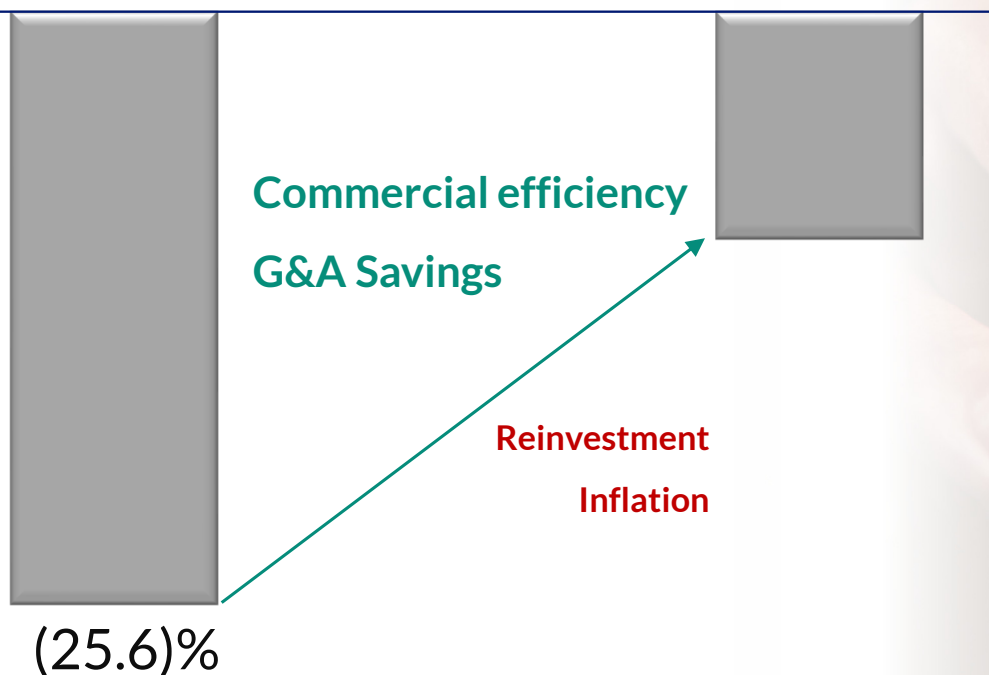 Commercial efficiency
G&A Savings
Reinvestment
Inflation
(25.6)%